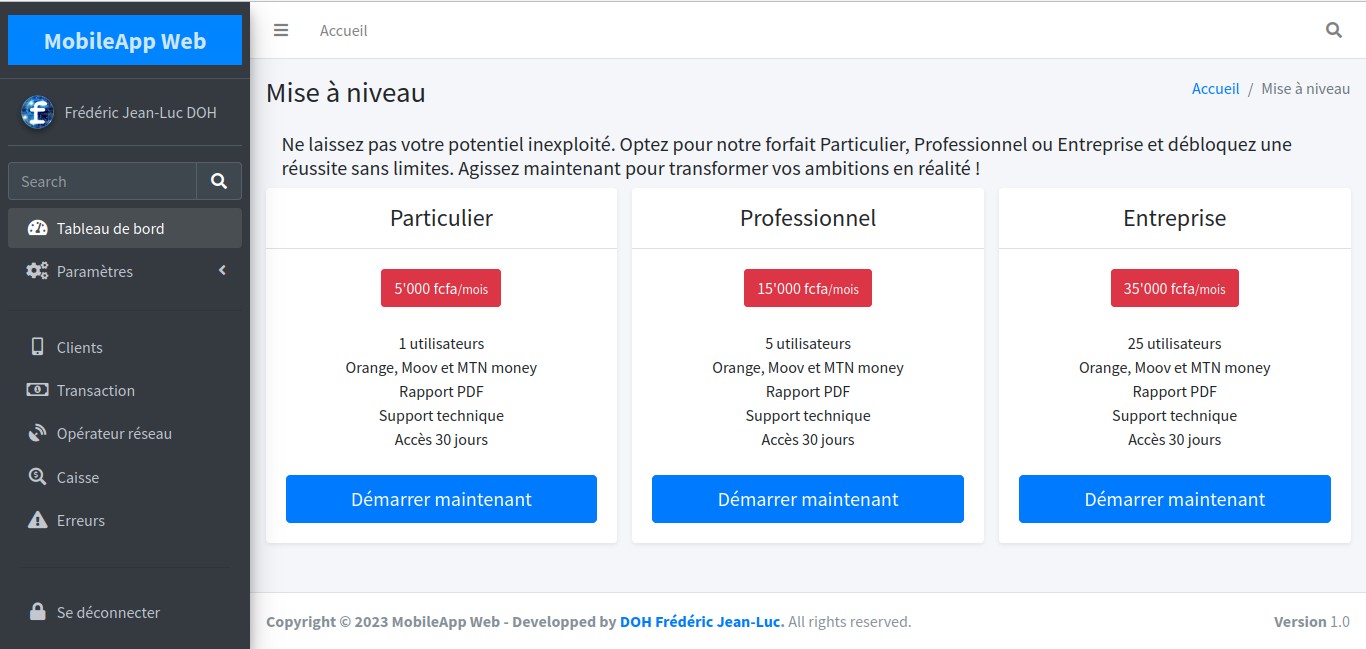 MobileApp Web
Accueil
Frédéric Jean-Luc DOH
Search
Tableau de bord
Paramètres
Clients
Transaction
Opérateur réseau
Caisse
Erreurs
Se déconnecter
Mise à niveau
Accueil / Mise à niveau
Ne laissez pas votre potentiel inexploité. Optez pour notre forfait Particulier, Professionnel ou Entreprise et débloquez une
réussite sans limites. Agissez maintenant pour transformer vos ambitions en réalité !
Particulier
5'000 fcfa/mois
1 utilisateurs
Orange, Moov et MTN money
Rapport PDF
Support technique
Accès 30 jours
Démarrer maintenant
Professionnel
15'000 fcfa/mois
5 utilisateurs
Orange, Moov et MTN money
Rapport PDF
Support technique
Accès 30 jours
Démarrer maintenant
Entreprise
35'000 fcfa/mois
25 utilisateurs
Orange, Moov et MTN money
Rapport PDF
Support technique
Accès 30 jours
Démarrer maintenant
Copyright © 2023 MobileApp Web - Developped by DOH Frédéric Jean-Luc. All rights reserved.
Version 1.0